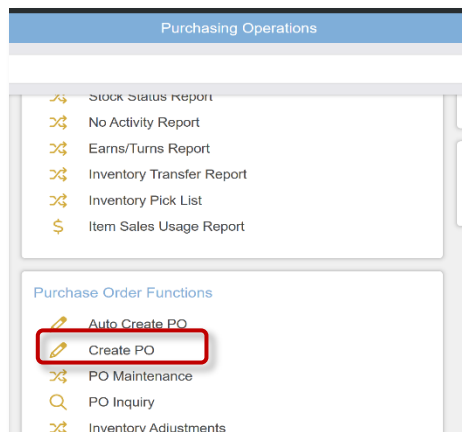 Purchasing Operations
Stock Status Report
No Activity Report
Earns/Turns Report
Inventory Transfer Report
Inventory Pick List
Item Sales Usage Report
Purchase Order Functions
Auto Create PO
Create PO
PO Maintenance
PO Inquiry
Inventory Adjustments